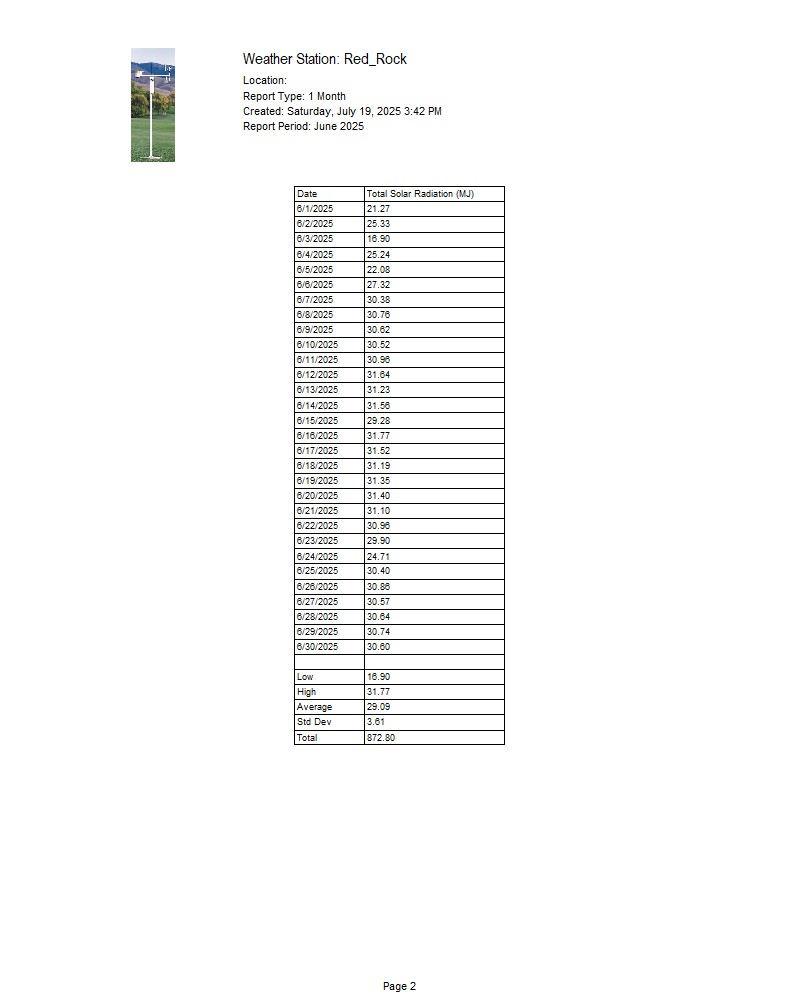 Weather Station: Red_Rock
Location:
Report Type: 1 Month
Created: Saturday, July 19, 2025 3:42 PM
Report Period: June 2025
Date Total Solar Radiation (MJ)
6/1/2025 21.27
6/2/2025 25.33
6/3/2025 16.90
6/4/2025 25.24
6/5/2025 22.08
6/6/2025 27.32
6/7/2025 30.38
6/8/2025 30.76
6/9/2025 30.62
6/10/2025 30.52
6/11/2025 30.96
6/12/2025 31.64
6/13/2025 31.23
6/14/2025 31.56
6/15/2025 29.28
6/16/2025 31.77
6/17/2025 31.52
6/18/2025 31.19
6/19/2025 31.35
6/20/2025 31.40
6/21/2025 31.10
6/22/2025 30.96
6/23/2025 29.90
6/24/2025 24.71
6/25/2025 30.40
6/26/2025 30.86
6/27/2025 30.57
6/28/2025 30.64
6/29/2025 30.74
6/30/2025 30.60
Low 16.90
High 31.77
Average 29.09
Std Dev 3.61
Total 872.80
Page 2